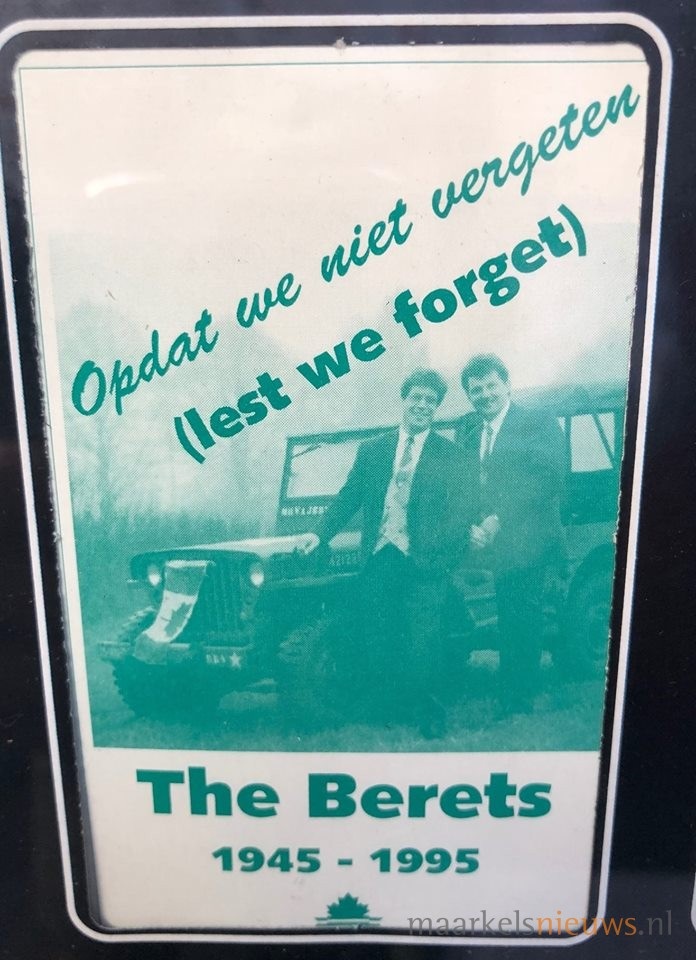 Opdat we niet vergeten
(lest we forget)
The Berets
1945 - 1995
maarkelsnieuws.nl